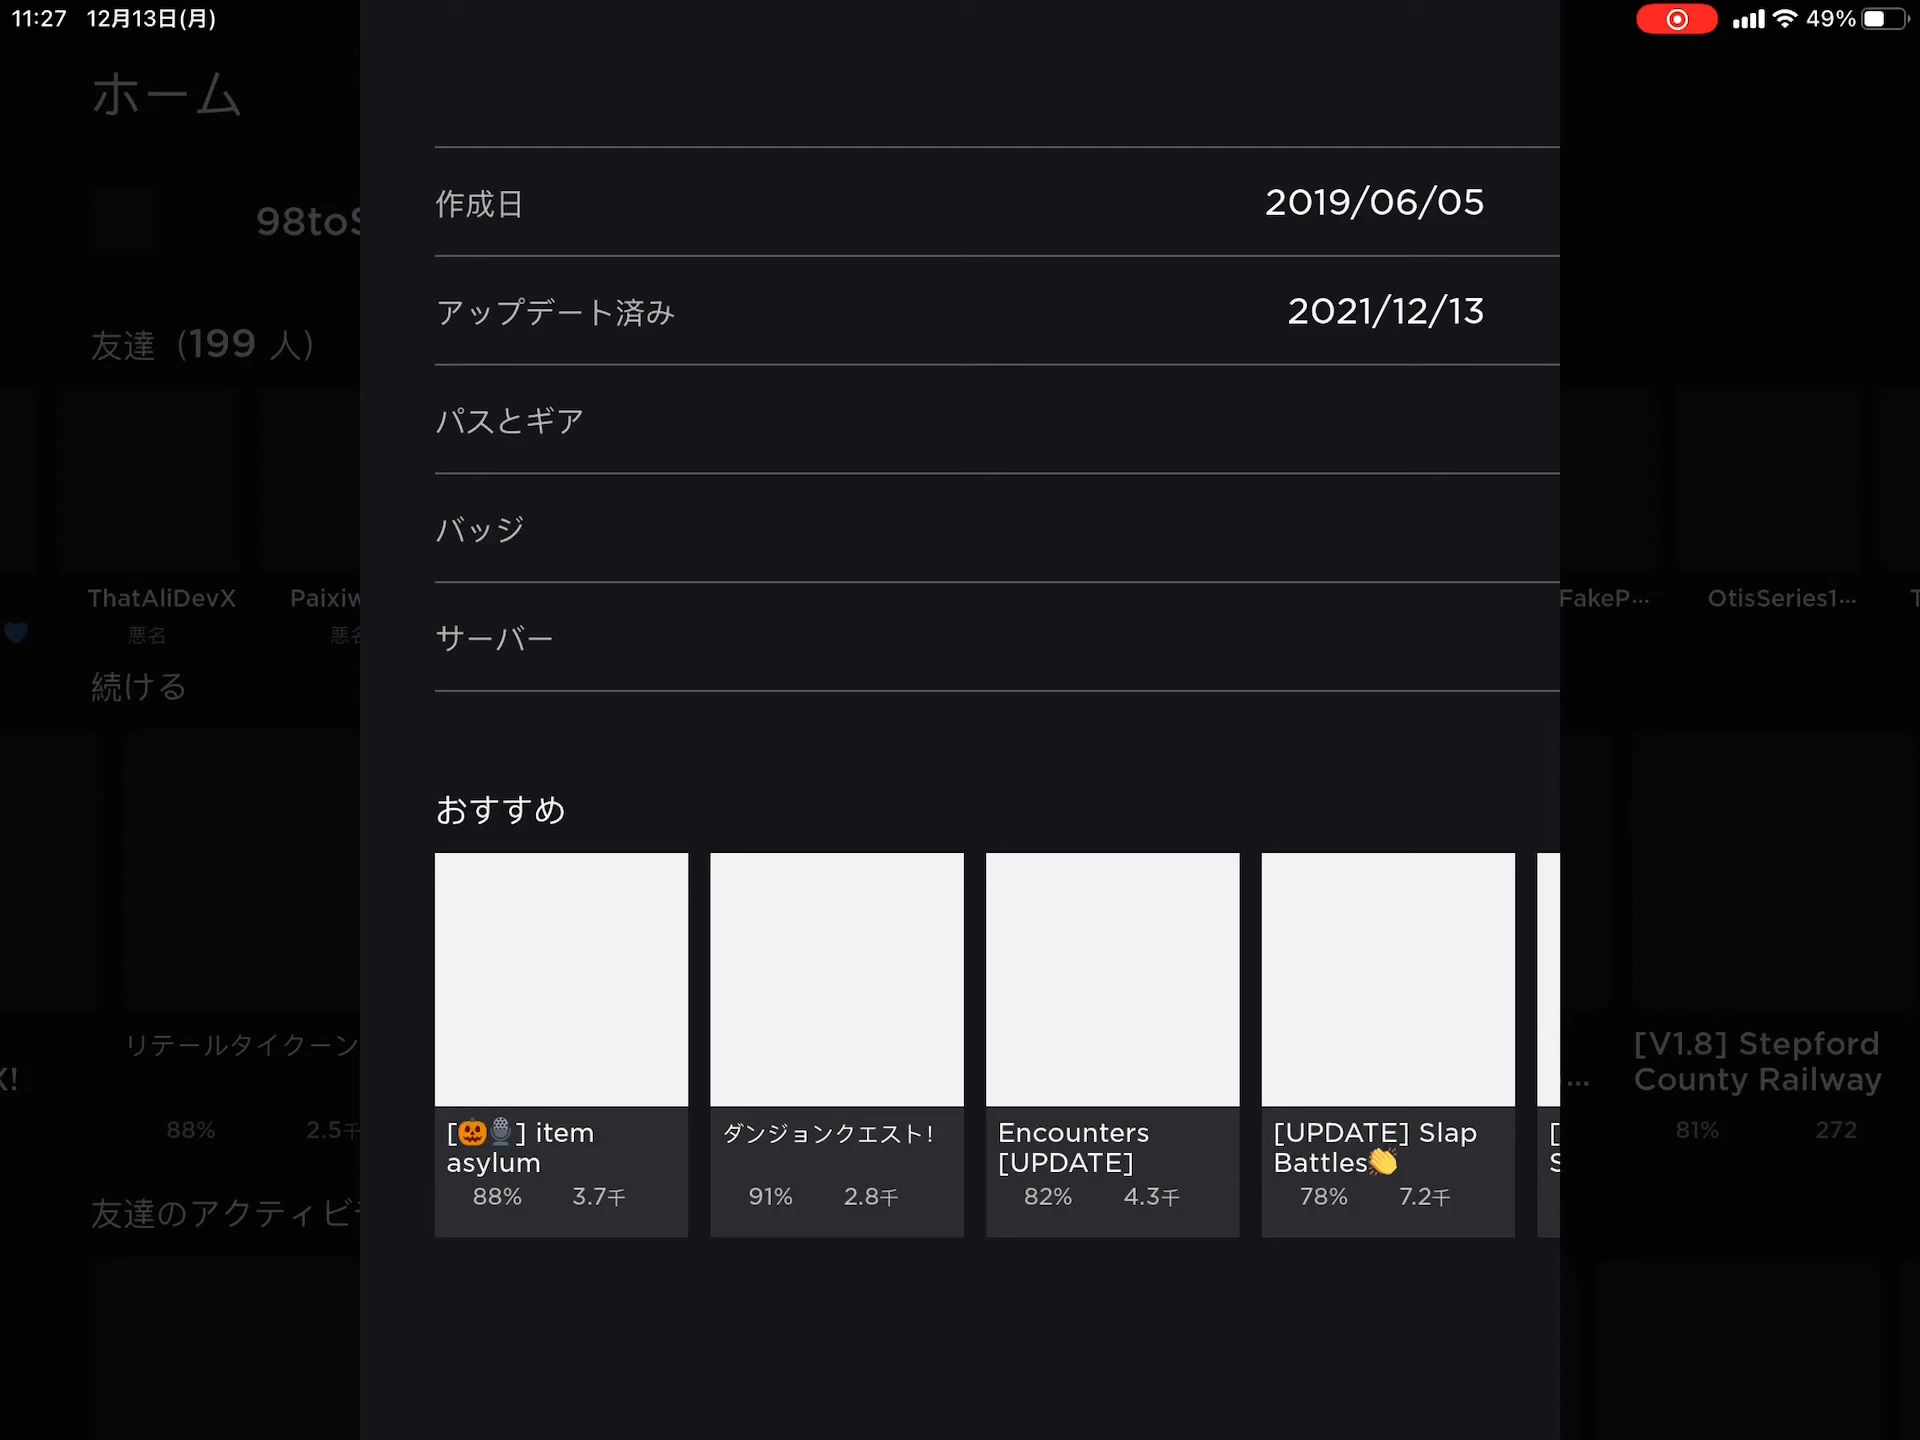 11:27 12月13日(月)
49%
ホーム
98to
友達（199 人）
ThatAliDevX
悪名
Paixiw
悪名
FakeP…
OtisSeries1…
続ける
リテールタイクーン
88% 2.5千
[V1.8] Stepford
County Railway
81% 272
友達のアクティビ
作成日 2019/06/05
アップデート済み 2021/12/13
パスとギア
バッジ
サーバー
おすすめ
[🎃🎙️] item
asylum
88% 3.7千
ダンジョンクエスト!
91% 2.8千
Encounters
[UPDATE]
82% 4.3千
[UPDATE] Slap
Battles👏
78% 7.2千